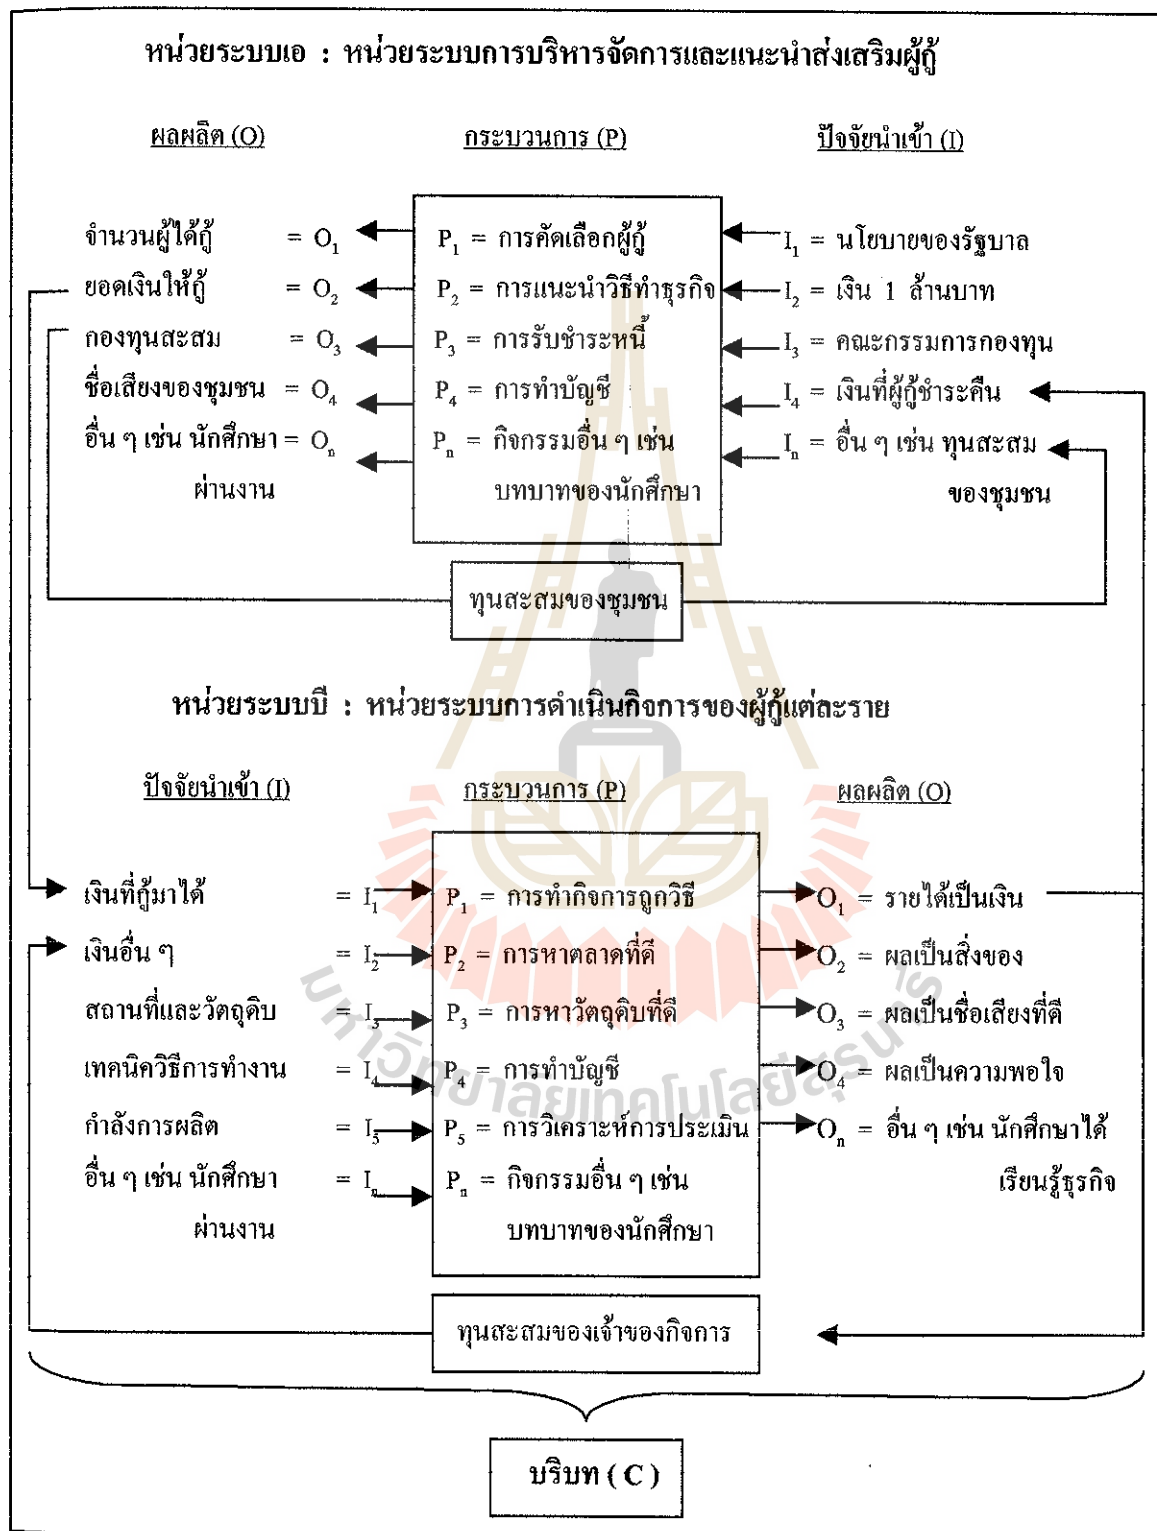 หน่วยระบบเอ : หน่วยระบบการบริหารจัดการและแนะนำส่งเสริมผู้กู้
ผลผลิต (O) กระบวนการ (P) ปัจจัยนำเข้า (I)
จำนวนผู้ได้กู้ = O₁ P₁ = การคัดเลือกผู้กู้ I₁ = นโยบายของรัฐบาล
ยอดเงินให้กู้ = O₂ P₂ = การแนะนำวิธีทำธุรกิจ I₂ = เงิน 1 ล้านบาท
กองทุนสะสม = O₃ P₃ = การรับชำระหนี้ I₃ = คณะกรรมการกองทุน
ชื่อเสียงของชุมชน = O₄ P₄ = การทำบัญชี I₄ = เงินที่ผู้กู้ชำระคืน
อื่น ๆ เช่น นักศึกษา = Oₙ Pₙ = กิจกรรมอื่น ๆ เช่น Iₙ = อื่น ๆ เช่น ทุนสะสม
ผ่านงาน บทบาทของนักศึกษา ของชุมชน
ทุนสะสมของชุมชน
หน่วยระบบบี : หน่วยระบบการดำเนินกิจการของผู้กู้แต่ละราย
ปัจจัยนำเข้า (I) กระบวนการ (P) ผลผลิต (O)
เงินที่กู้มาได้ = I₁ P₁ = การทำกิจการถูกวิธี O₁ = รายได้เป็นเงิน
เงินอื่น ๆ = I₂ P₂ = การหาตลาดที่ดี O₂ = ผลเป็นสิ่งของ
สถานที่และวัตถุดิบ = I₃ P₃ = การหาวัตถุดิบที่ดี O₃ = ผลเป็นชื่อเสียงที่ดี
เทคนิควิธีการทำงาน = I₄ P₄ = การทำบัญชี O₄ = ผลเป็นความพอใจ
กำลังการผลิต = I₅ P₅ = การวิเคราะห์การประเมิน Oₙ = อื่น ๆ เช่น นักศึกษาได้
อื่น ๆ เช่น นักศึกษา = Iₙ Pₙ = กิจกรรมอื่น ๆ เช่น เรียนรู้ธุรกิจ
ผ่านงาน บทบาทของนักศึกษา
มหาวิทยาลัยเทคโนโลยีสุรนารี
ทุนสะสมของเจ้าของกิจการ
บริบท ( C )